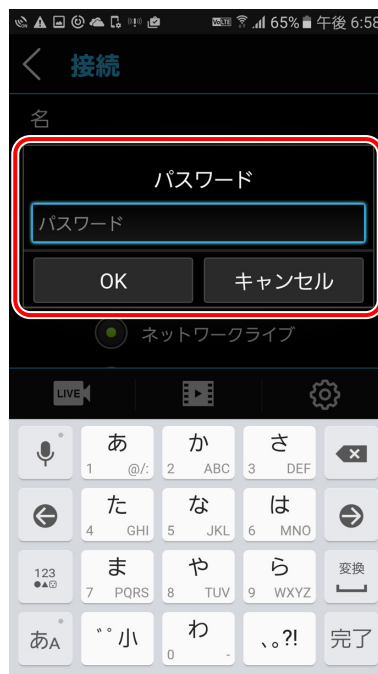 65% 午後 6:58
接続
名
パスワード
パスワード
OK キャンセル
ネットワークライブ
LIVE
あ か さ
1 @/: 2 ABC 3 DEF
た な は
4 GHI 5 JKL 6 MNO
123 ま や ら 変換
7 PQRS 8 TUV 9 WXYZ
あA ゛゜小 わ 、。?! 完了
0 -